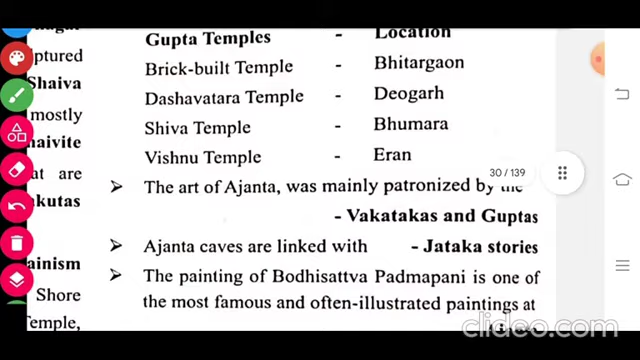 Gupta Temples - Location
ptured
Brick-built Temple - Bhitargaon
Shaiva
Dashavatara Temple - Deogarh
mostly
Shiva Temple - Bhumara
haivite
Vishnu Temple - Eran
at are
30 / 139
The art of Ajanta, was mainly patronized by the
kutas
- Vakatakas and Guptas
Ajanta caves are linked with - Jataka stories
ainism
The painting of Bodhisattva Padmapani is one of
Shore
the most famous and often-illustrated paintings at
emple,
clideo.com